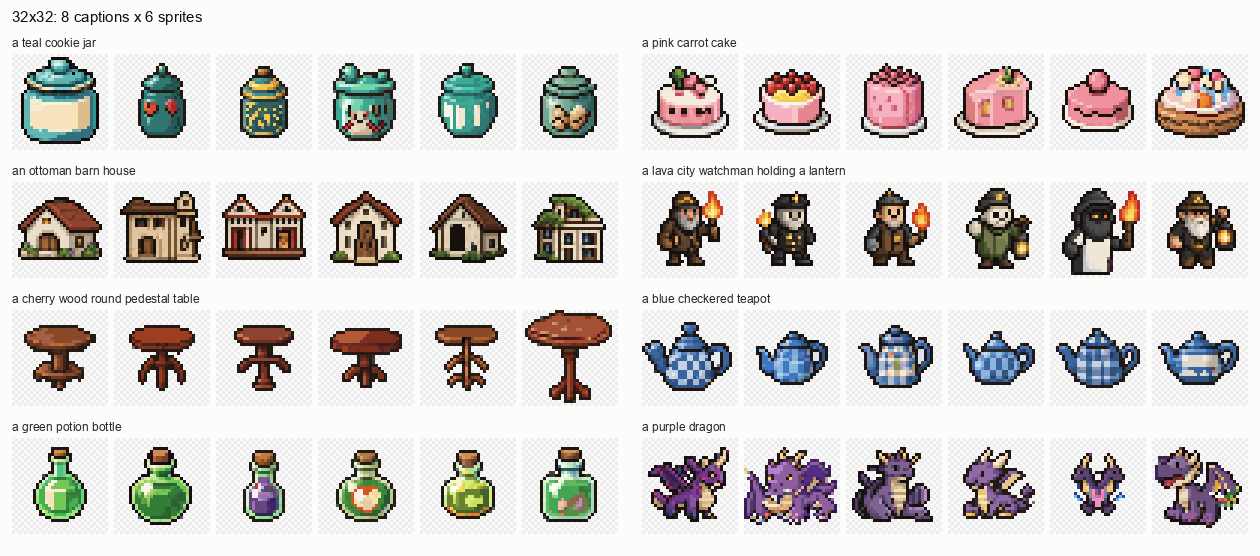 32x32: 8 captions x 6 sprites
a teal cookie jar
a pink carrot cake
an ottoman barn house
a lava city watchman holding a lantern
a cherry wood round pedestal table
a blue checkered teapot
a green potion bottle
a purple dragon